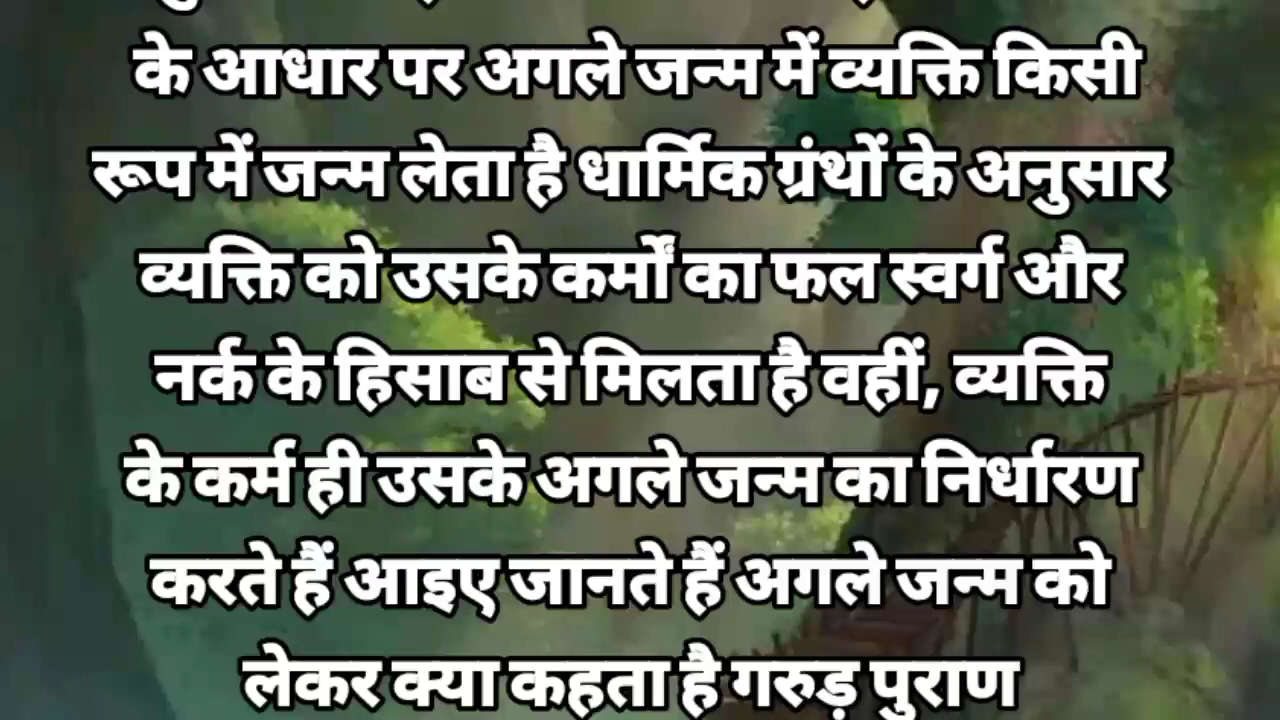 के आधार पर अगले जन्म में व्यक्ति किसी
रूप में जन्म लेता है धार्मिक ग्रंथों के अनुसार
व्यक्ति को उसके कर्मों का फल स्वर्ग और
नर्क के हिसाब से मिलता है वहीं, व्यक्ति
के कर्म ही उसके अगले जन्म का निर्धारण
करते हैं आइए जानते हैं अगले जन्म को
लेकर क्या कहता है गरुड़ पुराण